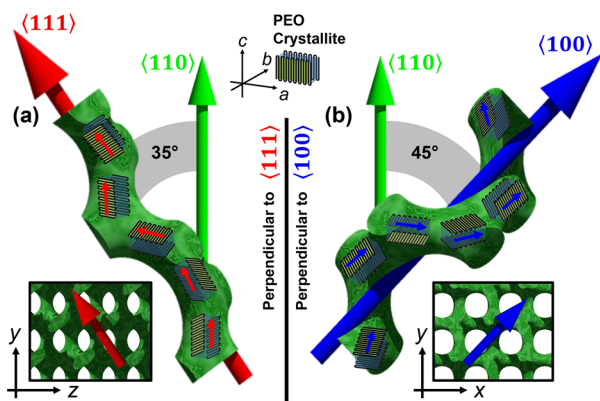 ⟨111⟩
PEO
Crystallite
⟨110⟩
c
b
a
⟨110⟩
⟨100⟩
(a)
35°
Perpendicular to ⟨111⟩
Perpendicular to ⟨100⟩
(b)
45°
y
z
y
x